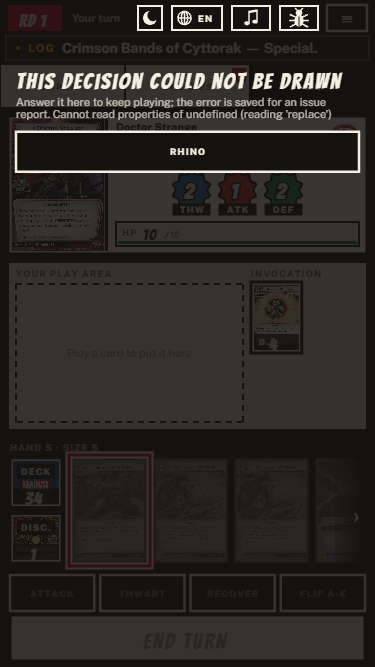 RD 1
Your turn
EN
• LOG Crimson Bands of Cyttorak — Special.
THIS DECISION COULD NOT BE DRAWN
Answer it here to keep playing; the error is saved for an issue
report. Cannot read properties of undefined (reading 'replace')
Doctor Strange
RHINO
2 1 2
THW ATK DEF
HP 10 /10
YOUR PLAY AREA
INVOCATION
Play a card to put it here
HAND 5 · SIZE 5
DECK
34
DISC.
1
ATTACK
THWART
RECOVER
FLIP A-E
END TURN